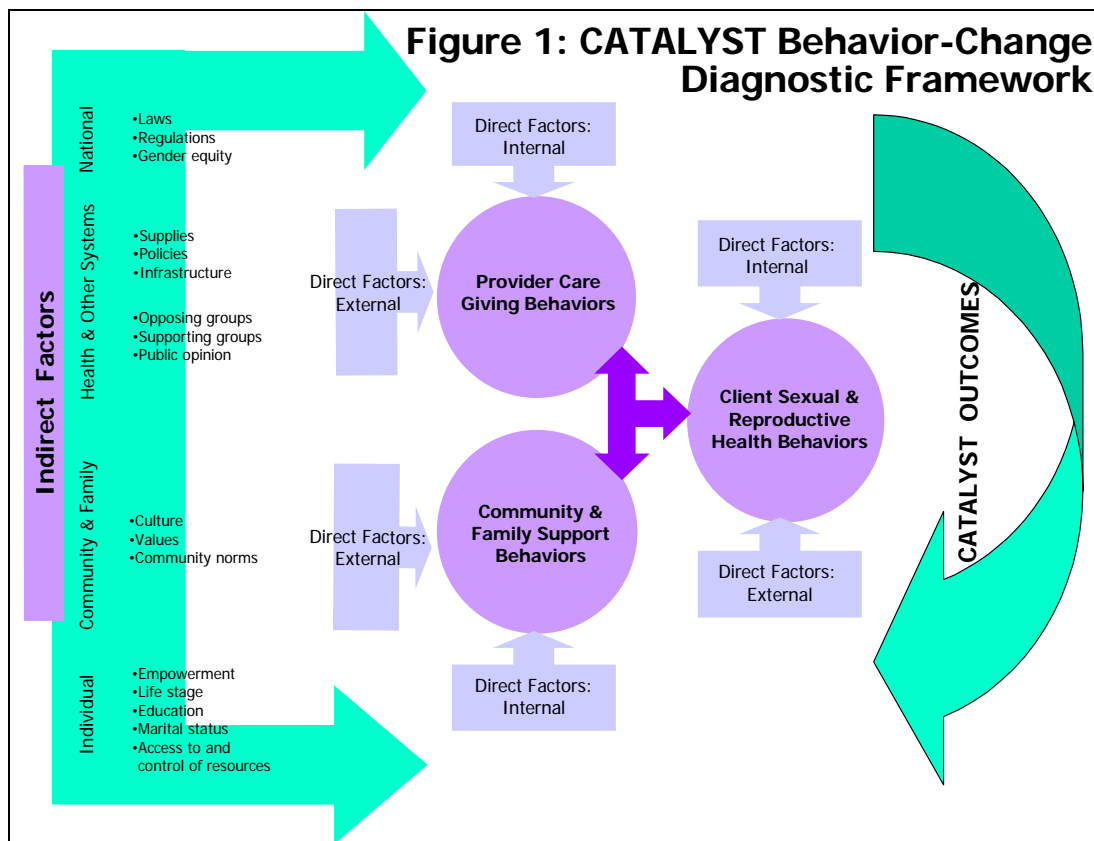 Figure 1: CATALYST Behavior-Change
Diagnostic Framework
Indirect Factors
National
•Laws
•Regulations
•Gender equity
Health & Other Systems
•Supplies
•Policies
•Infrastructure
•Opposing groups
•Supporting groups
•Public opinion
Community & Family
•Culture
•Values
•Community norms
Individual
•Empowerment
•Life stage
•Education
•Marital status
•Access to and
control of resources
Direct Factors:
Internal
Direct Factors:
External
Provider Care
Giving Behaviors
Direct Factors:
External
Community &
Family Support
Behaviors
Direct Factors:
Internal
Direct Factors:
Internal
Client Sexual &
Reproductive
Health Behaviors
Direct Factors:
External
CATALYST OUTCOMES